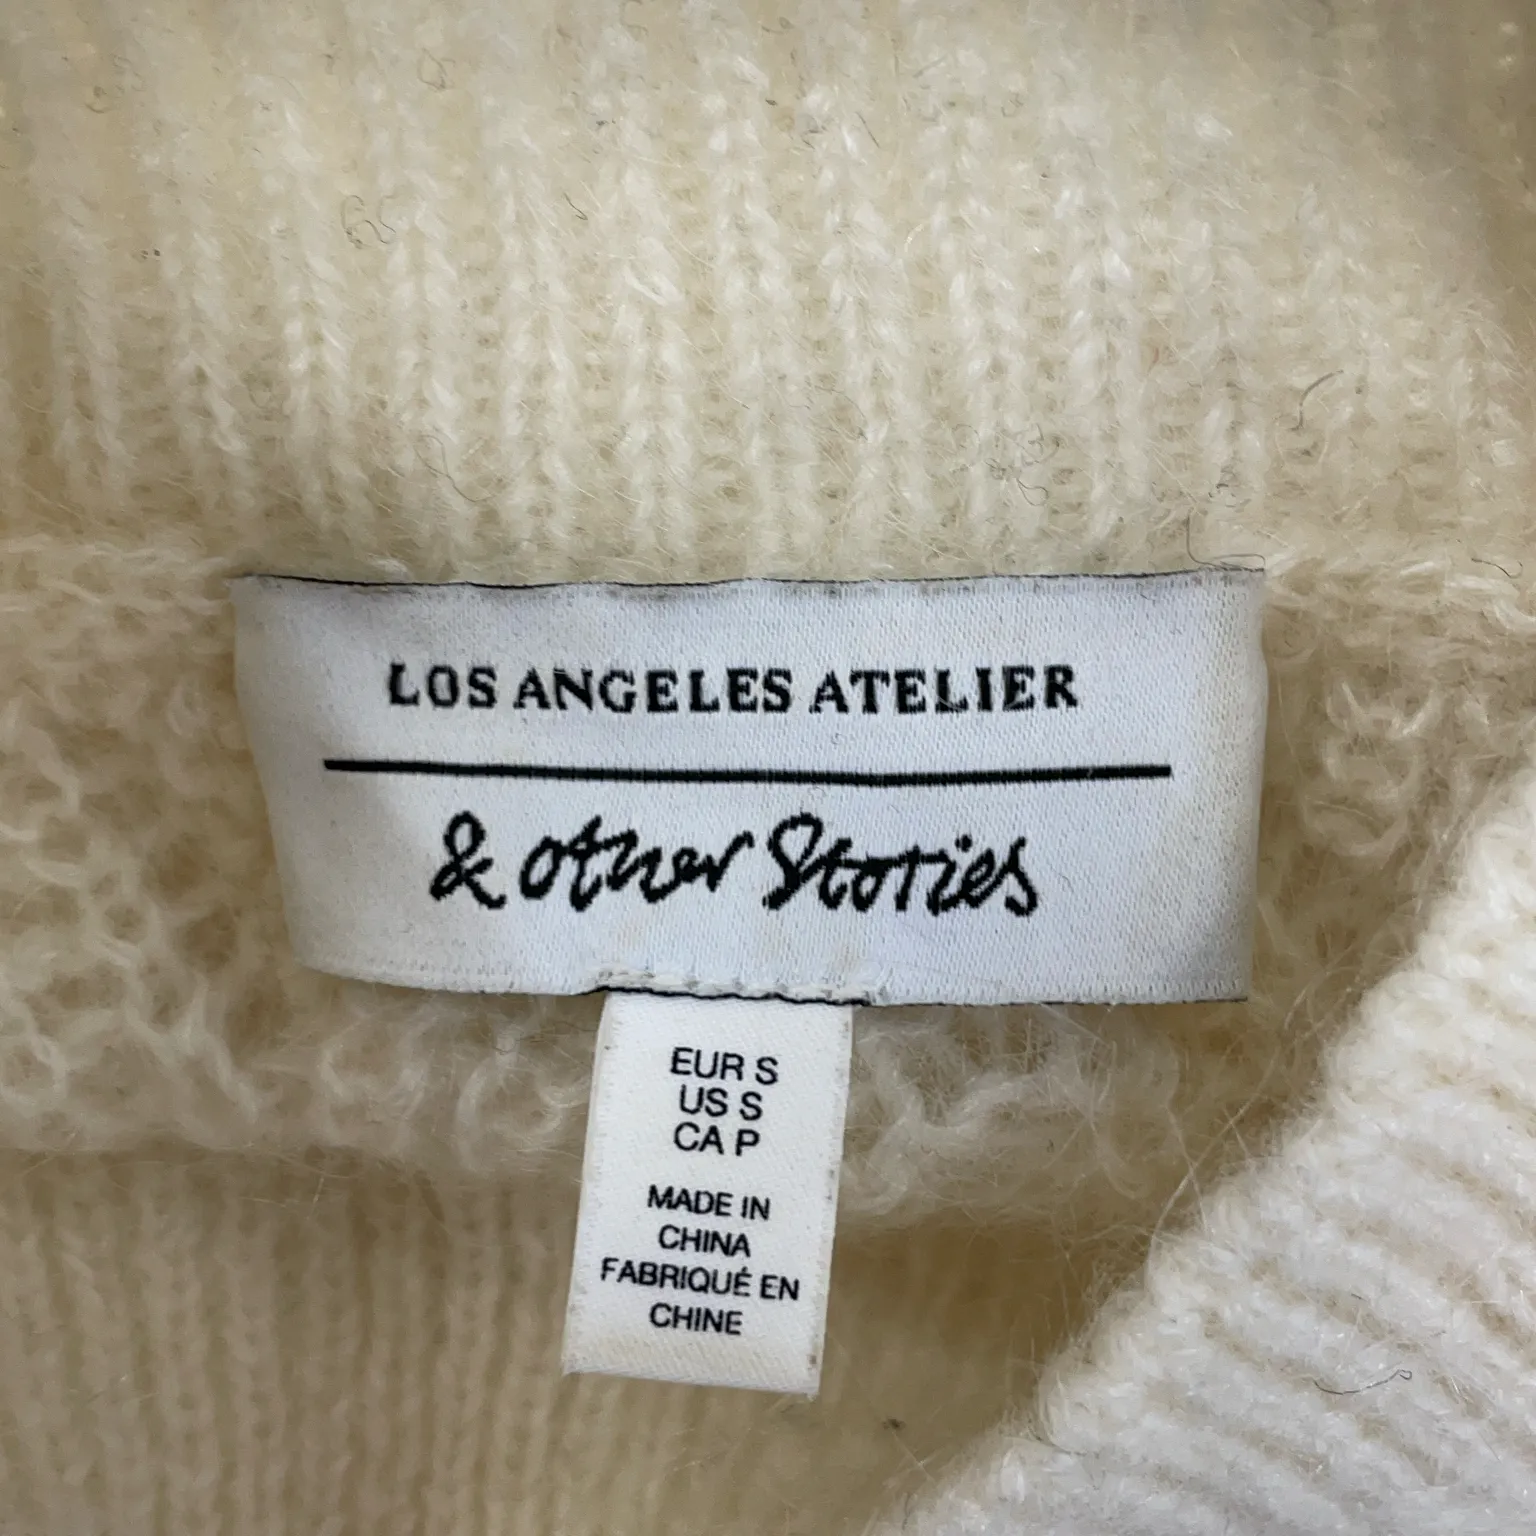 LOS ANGELES ATELIER
& other Stories
EUR S
US S
CA P
MADE IN
CHINA
FABRIQUÉ EN
CHINE